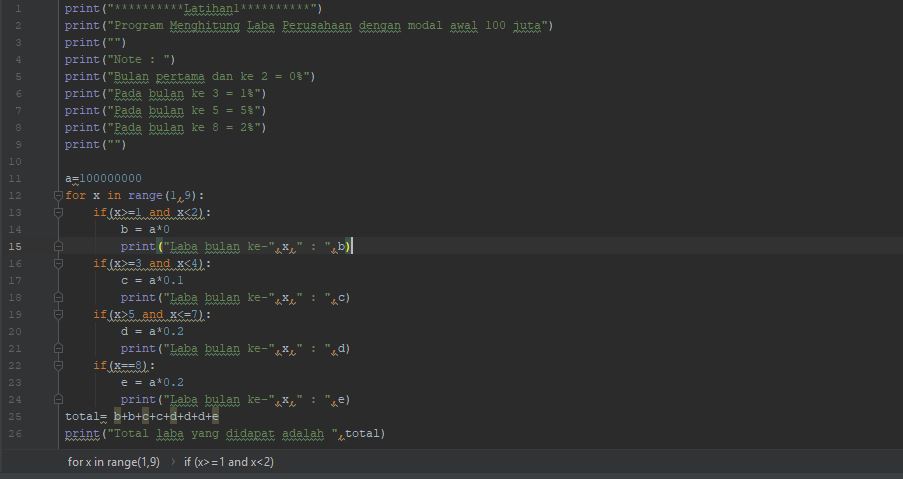 1 print("**********Latihan1**********")
2 print("Program Menghitung Laba Perusahaan dengan modal awal 100 juta")
3 print("")
4 print("Note : ")
5 print("Bulan pertama dan ke 2 = 0%")
6 print("Pada bulan ke 3 = 1%")
7 print("Pada bulan ke 5 = 5%")
8 print("Pada bulan ke 8 = 2%")
9 print("")
10
11 a=100000000
12 for x in range(1,9):
13 if(x>=1 and x<2):
14 b = a*0
15 print("Laba bulan ke-",x," : ",b)
16 if(x>=3 and x<4):
17 c = a*0.1
18 print("Laba bulan ke-",x," : ",c)
19 if(x>5 and x<=7):
20 d = a*0.2
21 print("Laba bulan ke-",x," : ",d)
22 if(x==8):
23 e = a*0.2
24 print("Laba bulan ke-",x," : ",e)
25 total= b+b+c+c+d+d+d+e
26 print("Total laba yang didapat adalah ",total)
for x in range(1,9) › if (x>=1 and x<2)